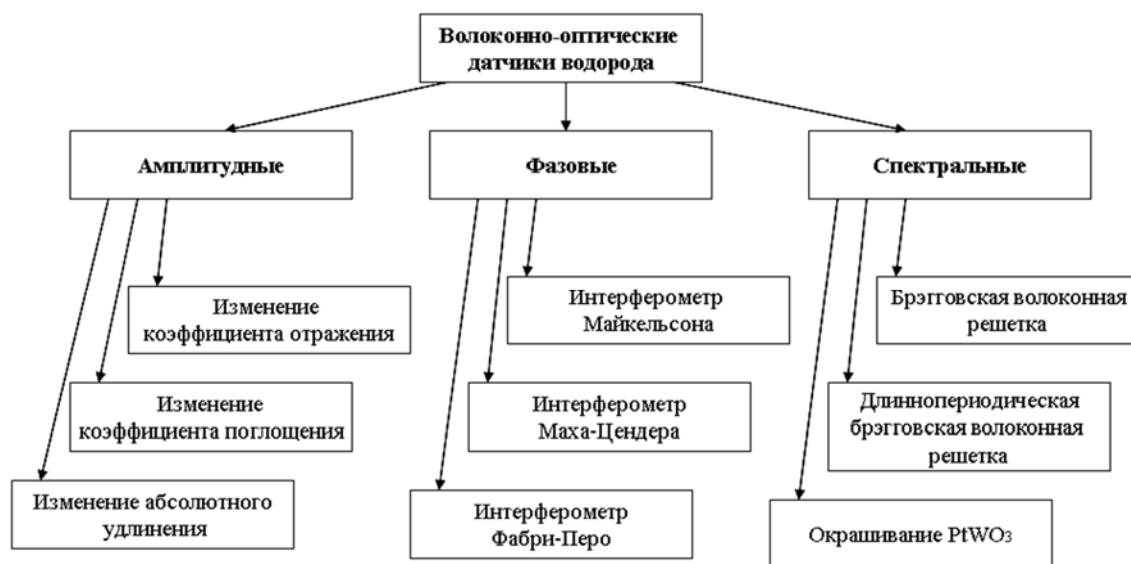 Волоконно-оптические
датчики водорода
Амплитудные
Фазовые
Спектральные
Изменение
коэффициента отражения
Изменение
коэффициента поглощения
Изменение абсолютного
удлинения
Интерферометр
Майкельсона
Интерферометр
Маха-Цендера
Интерферометр
Фабри-Перо
Брэгговская волоконная
решетка
Длиннопериодическая
брэгговская волоконная
решетка
Окрашивание PtWO₃